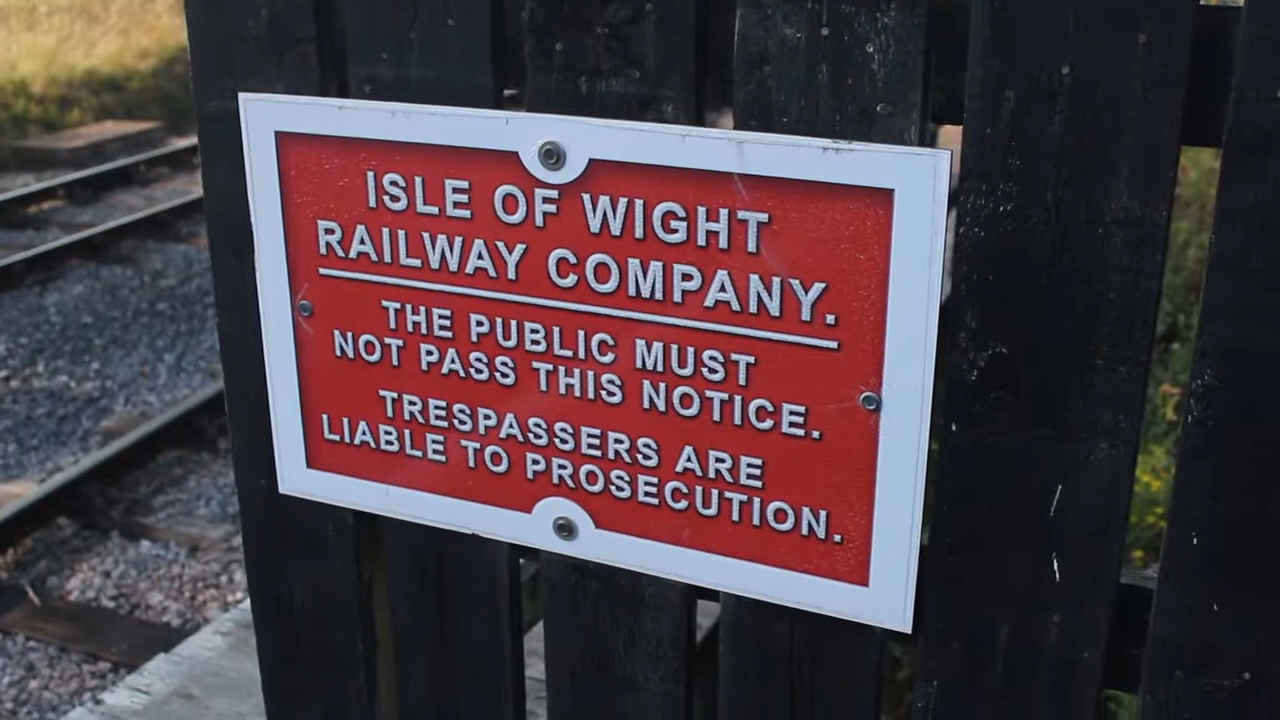 ISLE OF WIGHT
RAILWAY COMPANY.
THE PUBLIC MUST
NOT PASS THIS NOTICE.
TRESPASSERS ARE
LIABLE TO PROSECUTION.